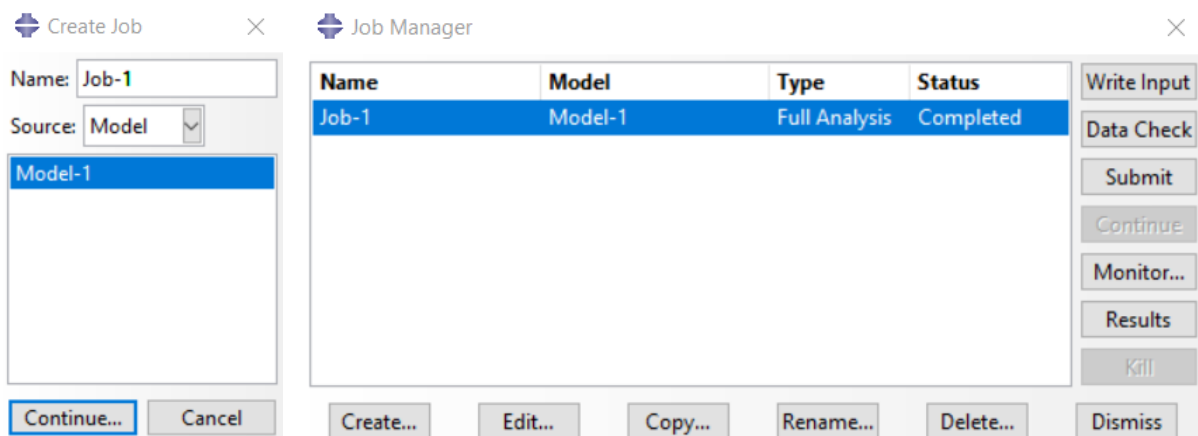 Create Job
Name: Job-1
Source: Model
Model-1
Continue... Cancel
Job Manager
Name Model Type Status
Job-1 Model-1 Full Analysis Completed
Write Input
Data Check
Submit
Continue
Monitor...
Results
Kill
Create... Edit... Copy... Rename... Delete... Dismiss